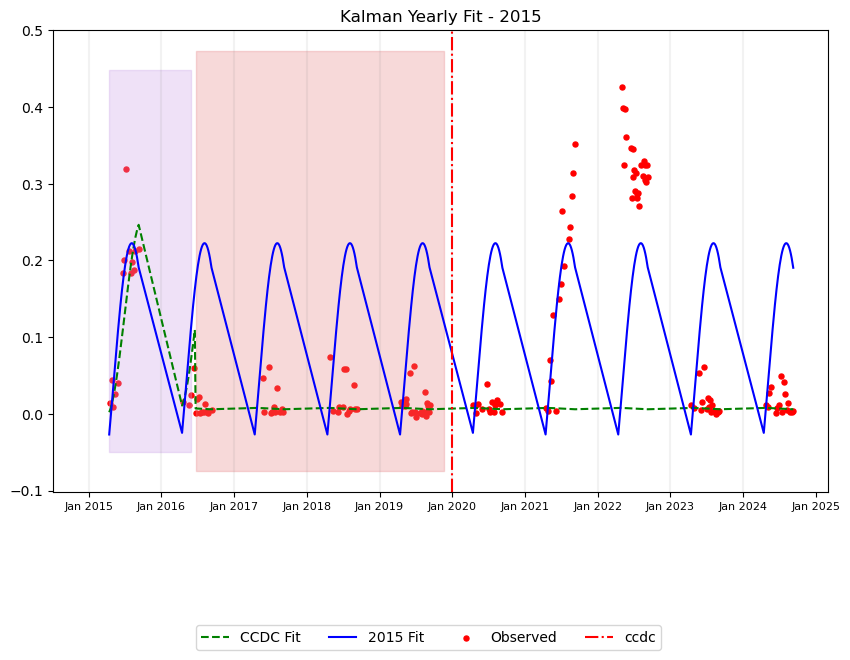 Kalman Yearly Fit - 2015
0.5
0.4
0.3
0.2
0.1
0.0
−0.1
Jan 2015 Jan 2016 Jan 2017 Jan 2018 Jan 2019 Jan 2020 Jan 2021 Jan 2022 Jan 2023 Jan 2024 Jan 2025
CCDC Fit 2015 Fit Observed ccdc